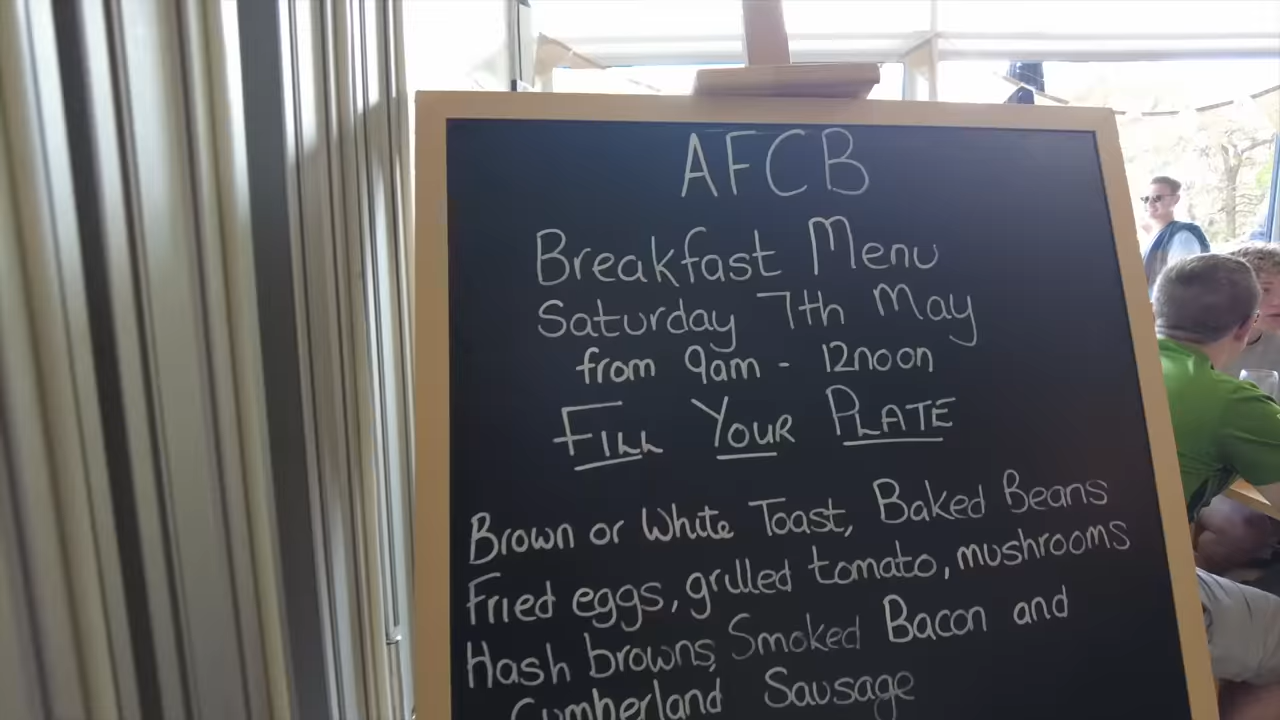 AFCB
Breakfast Menu
Saturday 7th May
from 9am - 12noon
FILL YOUR PLATE
Brown or White Toast, Baked Beans
Fried eggs, grilled tomato, mushrooms
Hash browns, Smoked Bacon and
Cumberland Sausage